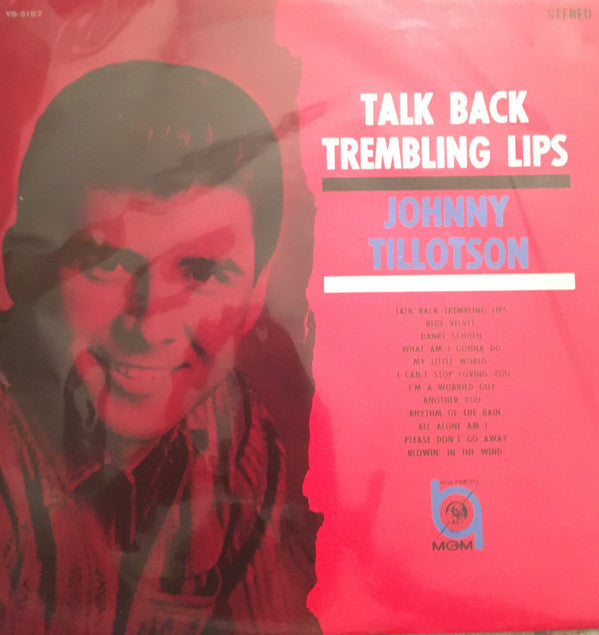 YS-5157
STEREO
TALK BACK
TREMBLING LIPS
JOHNNY
TILLOTSON
TALK BACK TREMBLING LIPS
BLUE VELVET
DANKE SCHOEN
WHAT AM I GONNA DO
MY LITTLE WORLD
I CAN'T STOP LOVING YOU
I'M A WORRIED GUY
ANOTHER YOU
RHYTHM OF THE RAIN
ALL ALONE AM I
PLEASE DON'T GO AWAY
BLOWIN' IN THE WIND
MGM